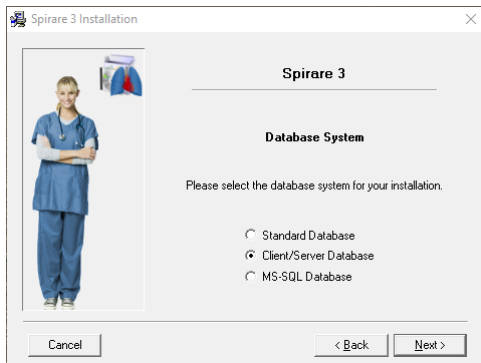 Spirare 3 Installation
Spirare 3
Database System
Please select the database system for your installation.
Standard Database
Client/Server Database
MS-SQL Database
Cancel
< Back
Next >